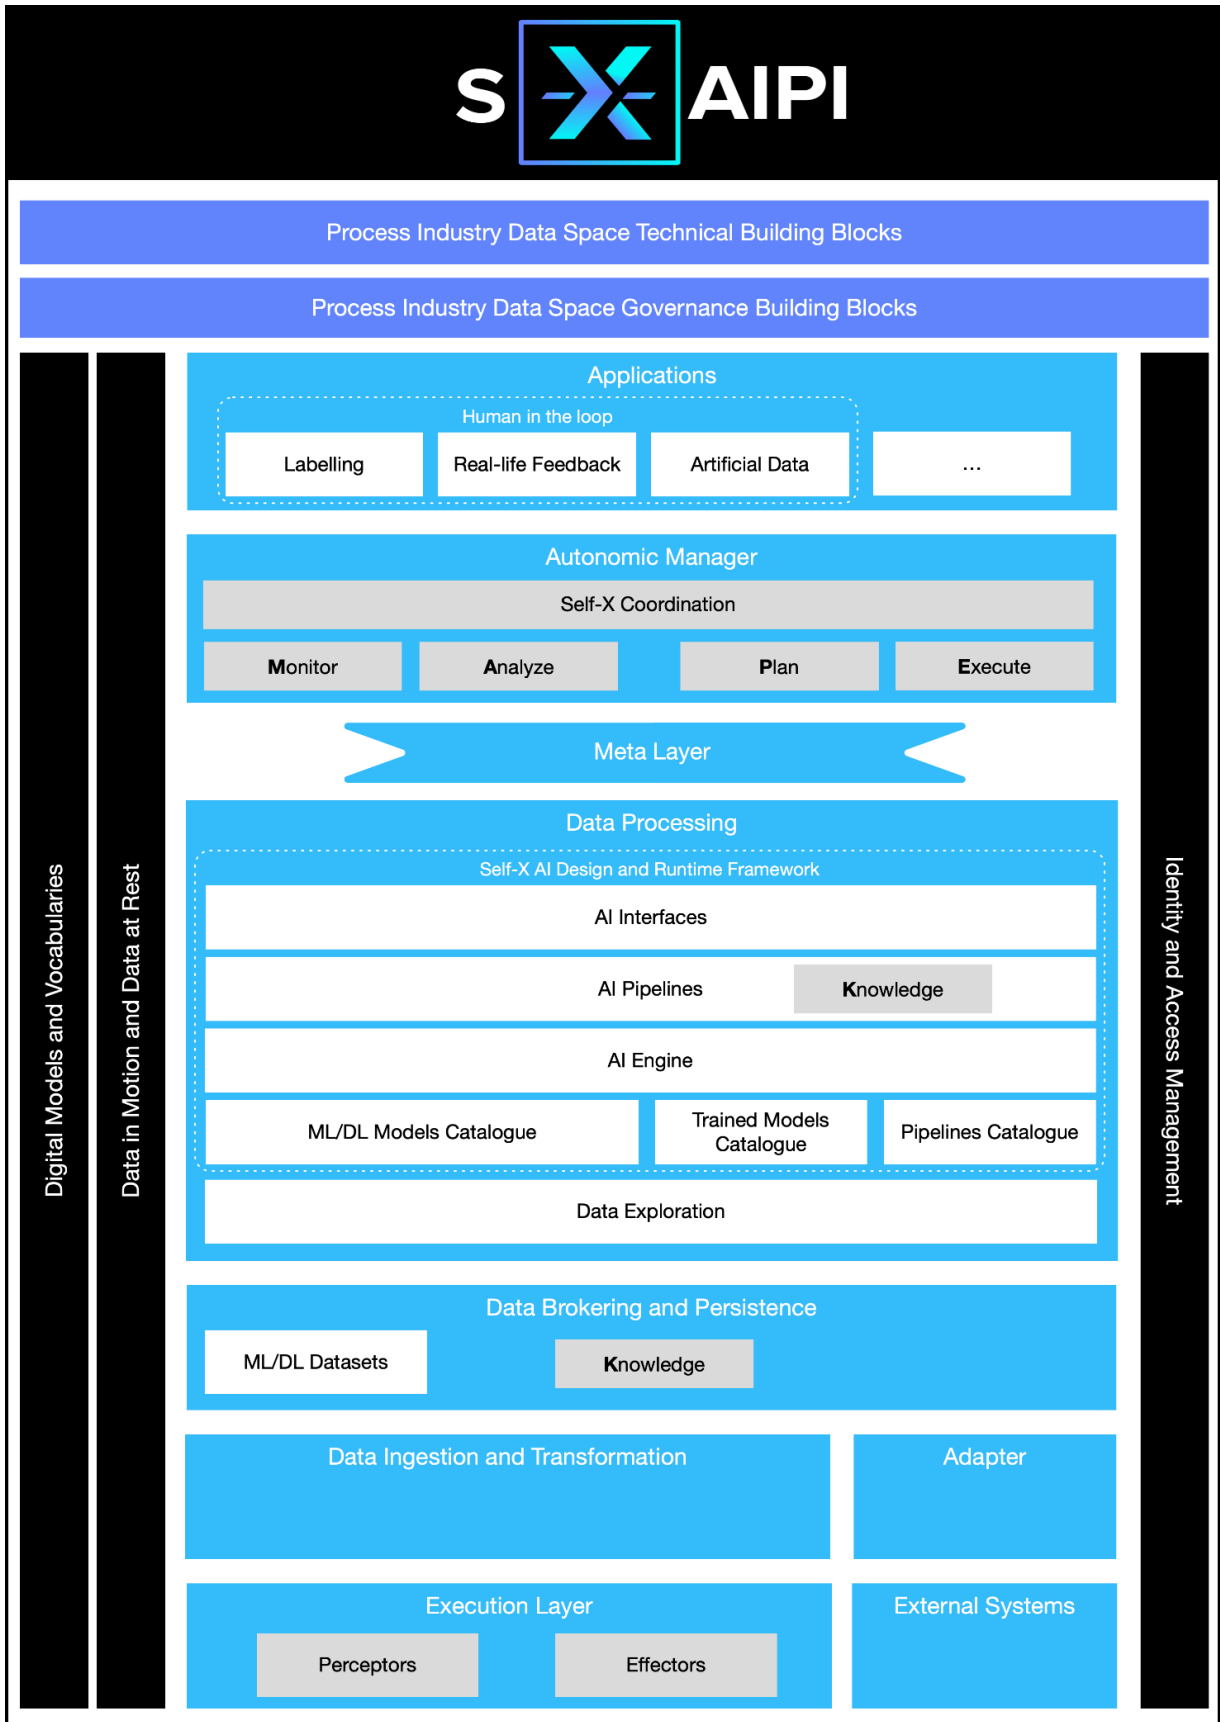 S X AIPI
Process Industry Data Space Technical Building Blocks
Process Industry Data Space Governance Building Blocks
Digital Models and Vocabularies
Data in Motion and Data at Rest
Applications
Human in the loop
Labelling
Real-life Feedback
Artificial Data
...
Autonomic Manager
Self-X Coordination
Monitor
Analyze
Plan
Execute
Meta Layer
Data Processing
Self-X AI Design and Runtime Framework
AI Interfaces
AI Pipelines
Knowledge
AI Engine
ML/DL Models Catalogue
Trained Models
Catalogue
Pipelines Catalogue
Data Exploration
Data Brokering and Persistence
ML/DL Datasets
Knowledge
Data Ingestion and Transformation
Adapter
Execution Layer
Perceptors
Effectors
External Systems
Identity and Access Management